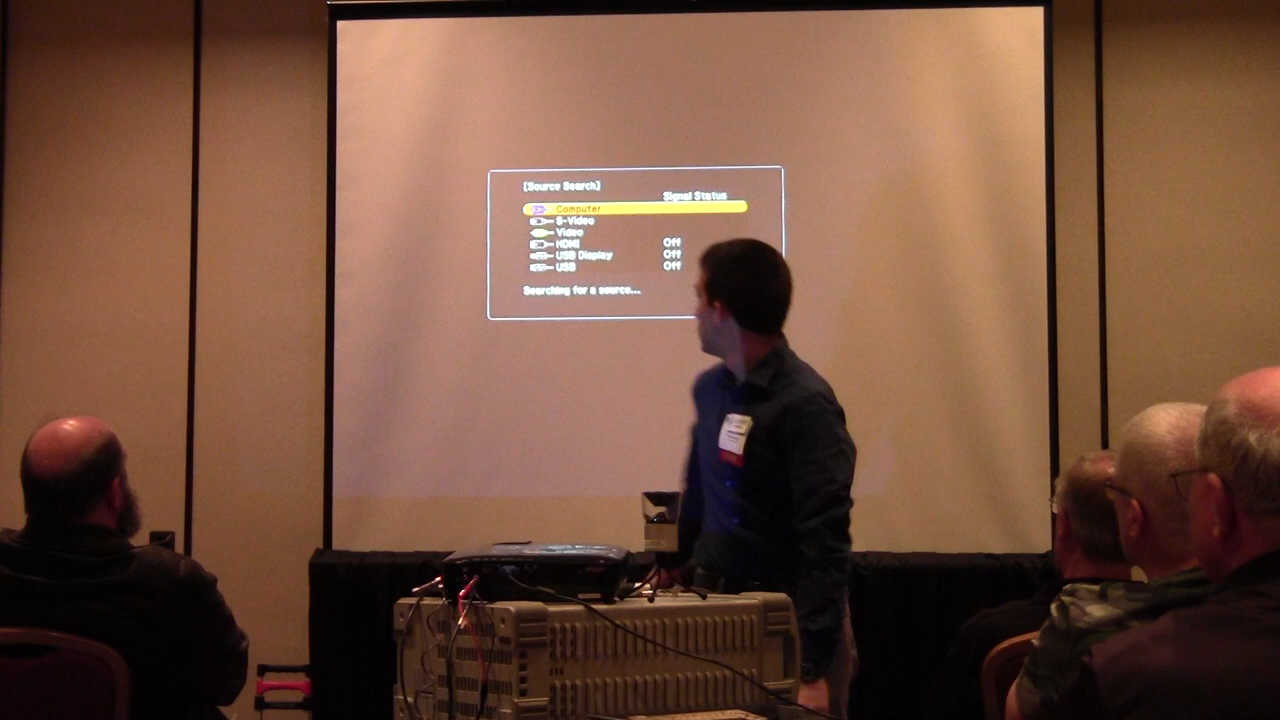 [Source Search]
Signal Status
Computer
S-Video
Video
HDMI Off
USB Display Off
USB Off
Searching for a source...